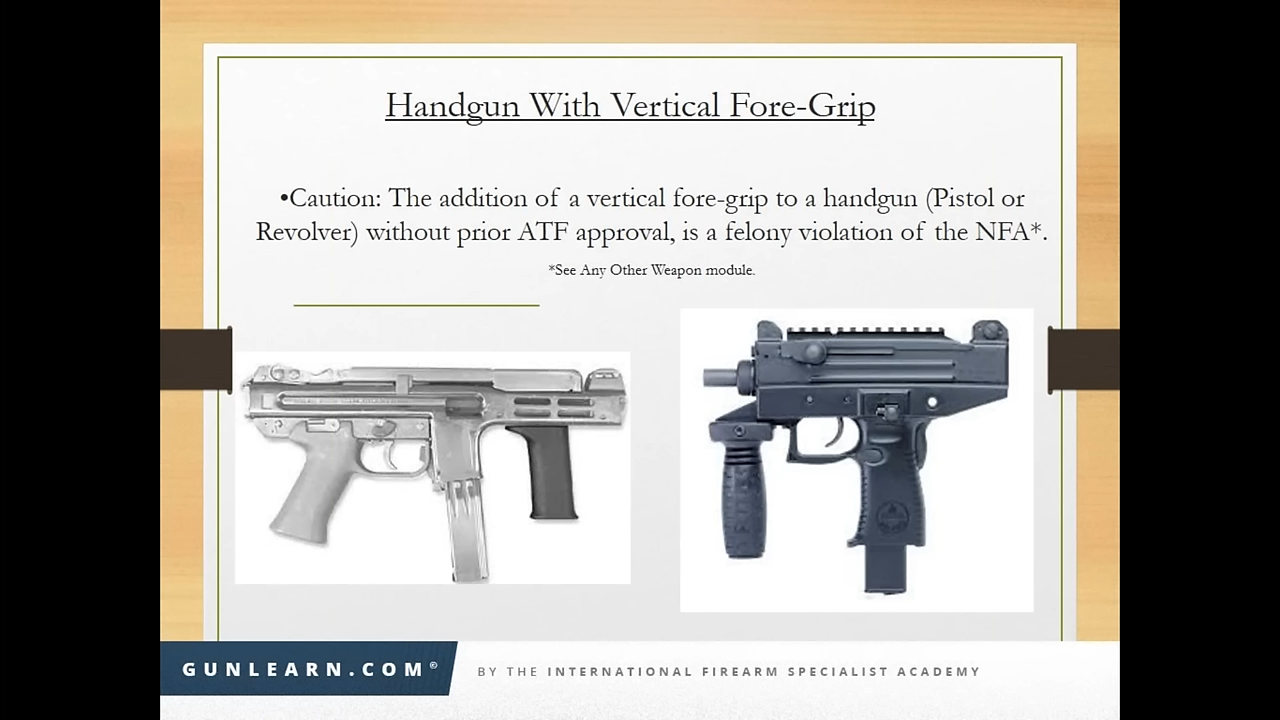 Handgun With Vertical Fore-Grip
•Caution: The addition of a vertical fore-grip to a handgun (Pistol or
Revolver) without prior ATF approval, is a felony violation of the NFA*.
*See Any Other Weapon module.
GUNLEARN.COM©
BY THE INTERNATIONAL FIREARM SPECIALIST ACADEMY